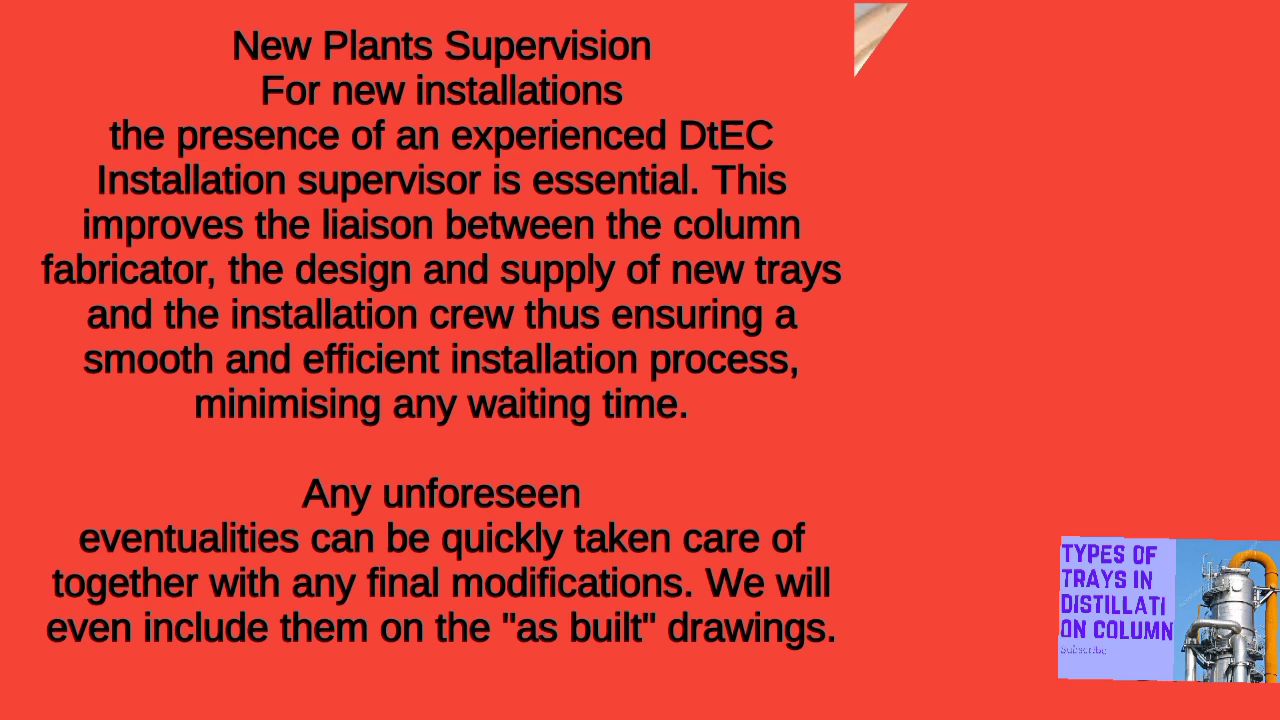 New Plants Supervision
For new installations
the presence of an experienced DtEC
Installation supervisor is essential. This
improves the liaison between the column
fabricator, the design and supply of new trays
and the installation crew thus ensuring a
smooth and efficient installation process,
minimising any waiting time.
Any unforeseen
eventualities can be quickly taken care of
together with any final modifications. We will
even include them on the "as built" drawings.
TYPES OF
TRAYS IN
DISTILLATI
ON COLUMN
Subscribe